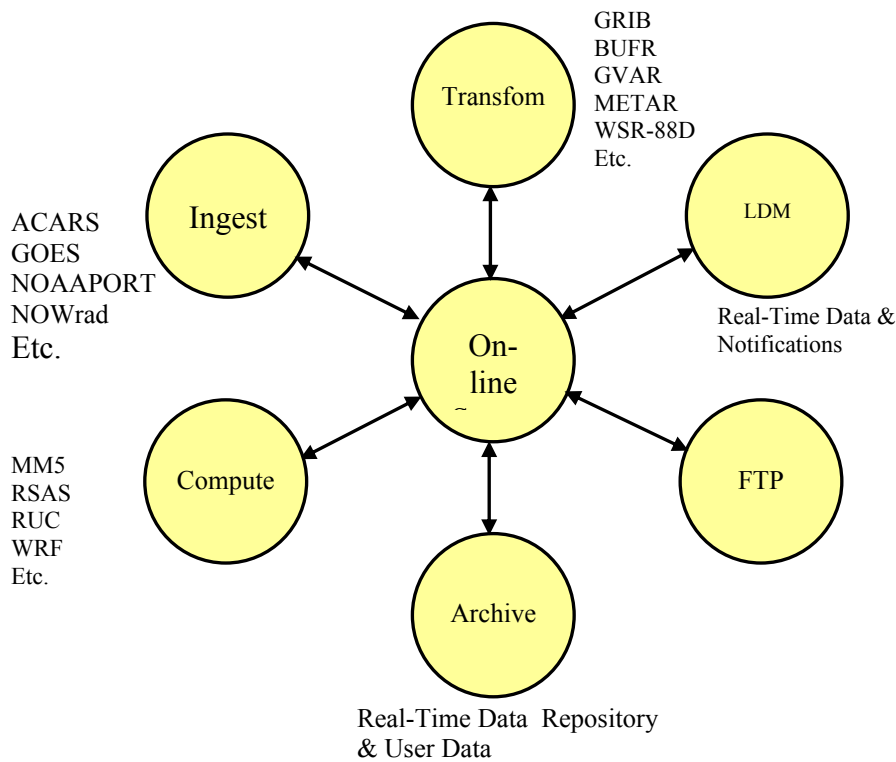 Transfom
GRIB
BUFR
GVAR
METAR
WSR-88D
Etc.
Ingest
ACARS
GOES
NOAAPORT
NOWrad
Etc.
LDM
Real-Time Data &
Notifications
On-
line
Compute
MM5
RSAS
RUC
WRF
Etc.
FTP
Archive
Real-Time Data Repository
& User Data